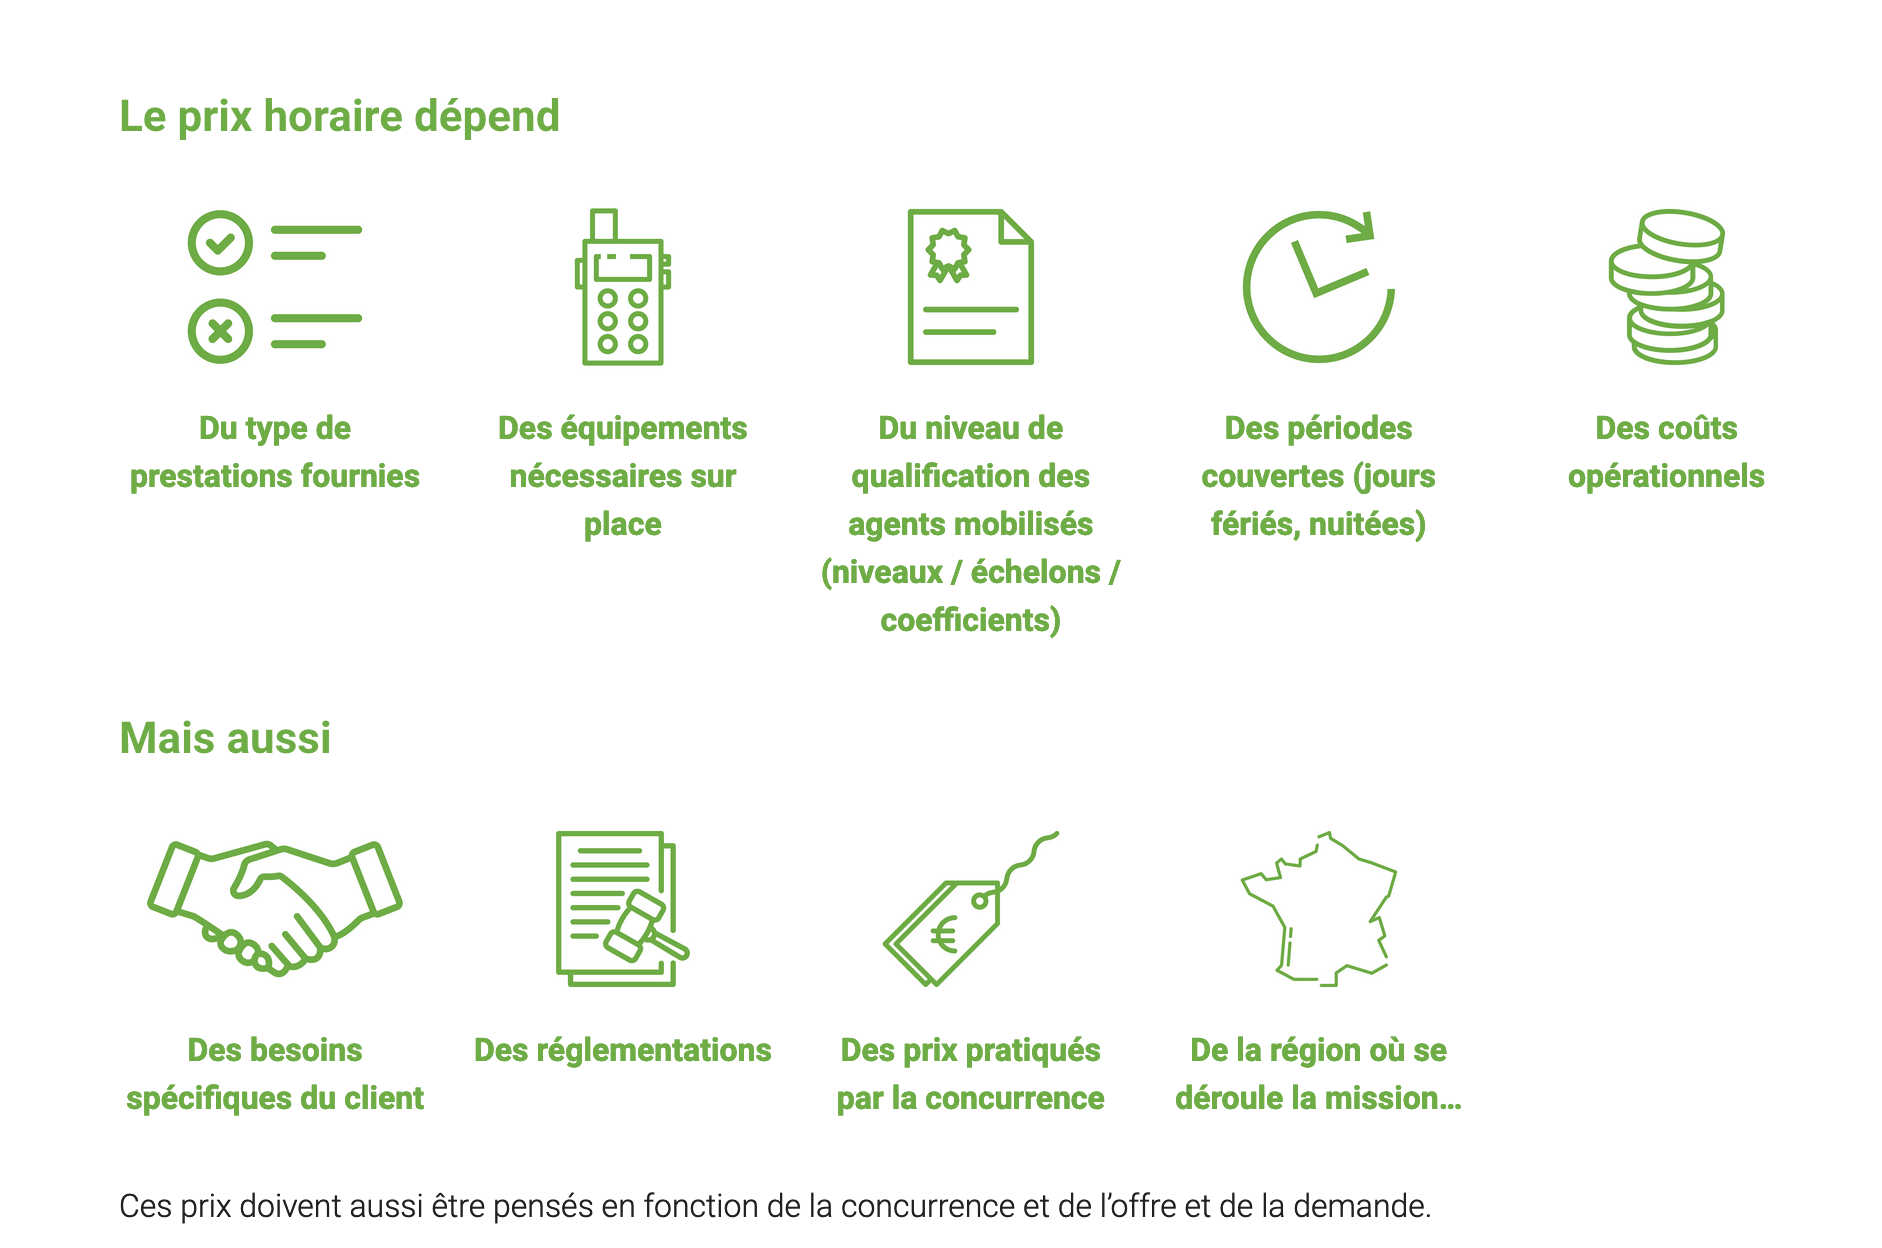 Le prix horaire dépend
Du type de
prestations fournies
Des équipements
nécessaires sur
place
Du niveau de
qualification des
agents mobilisés
(niveaux / échelons /
coefficients)
Des périodes
couvertes (jours
fériés, nuitées)
Des coûts
opérationnels
Mais aussi
Des besoins
spécifiques du client
Des réglementations
€
Des prix pratiqués
par la concurrence
De la région où se
déroule la mission…
Ces prix doivent aussi être pensés en fonction de la concurrence et de l’offre et de la demande.